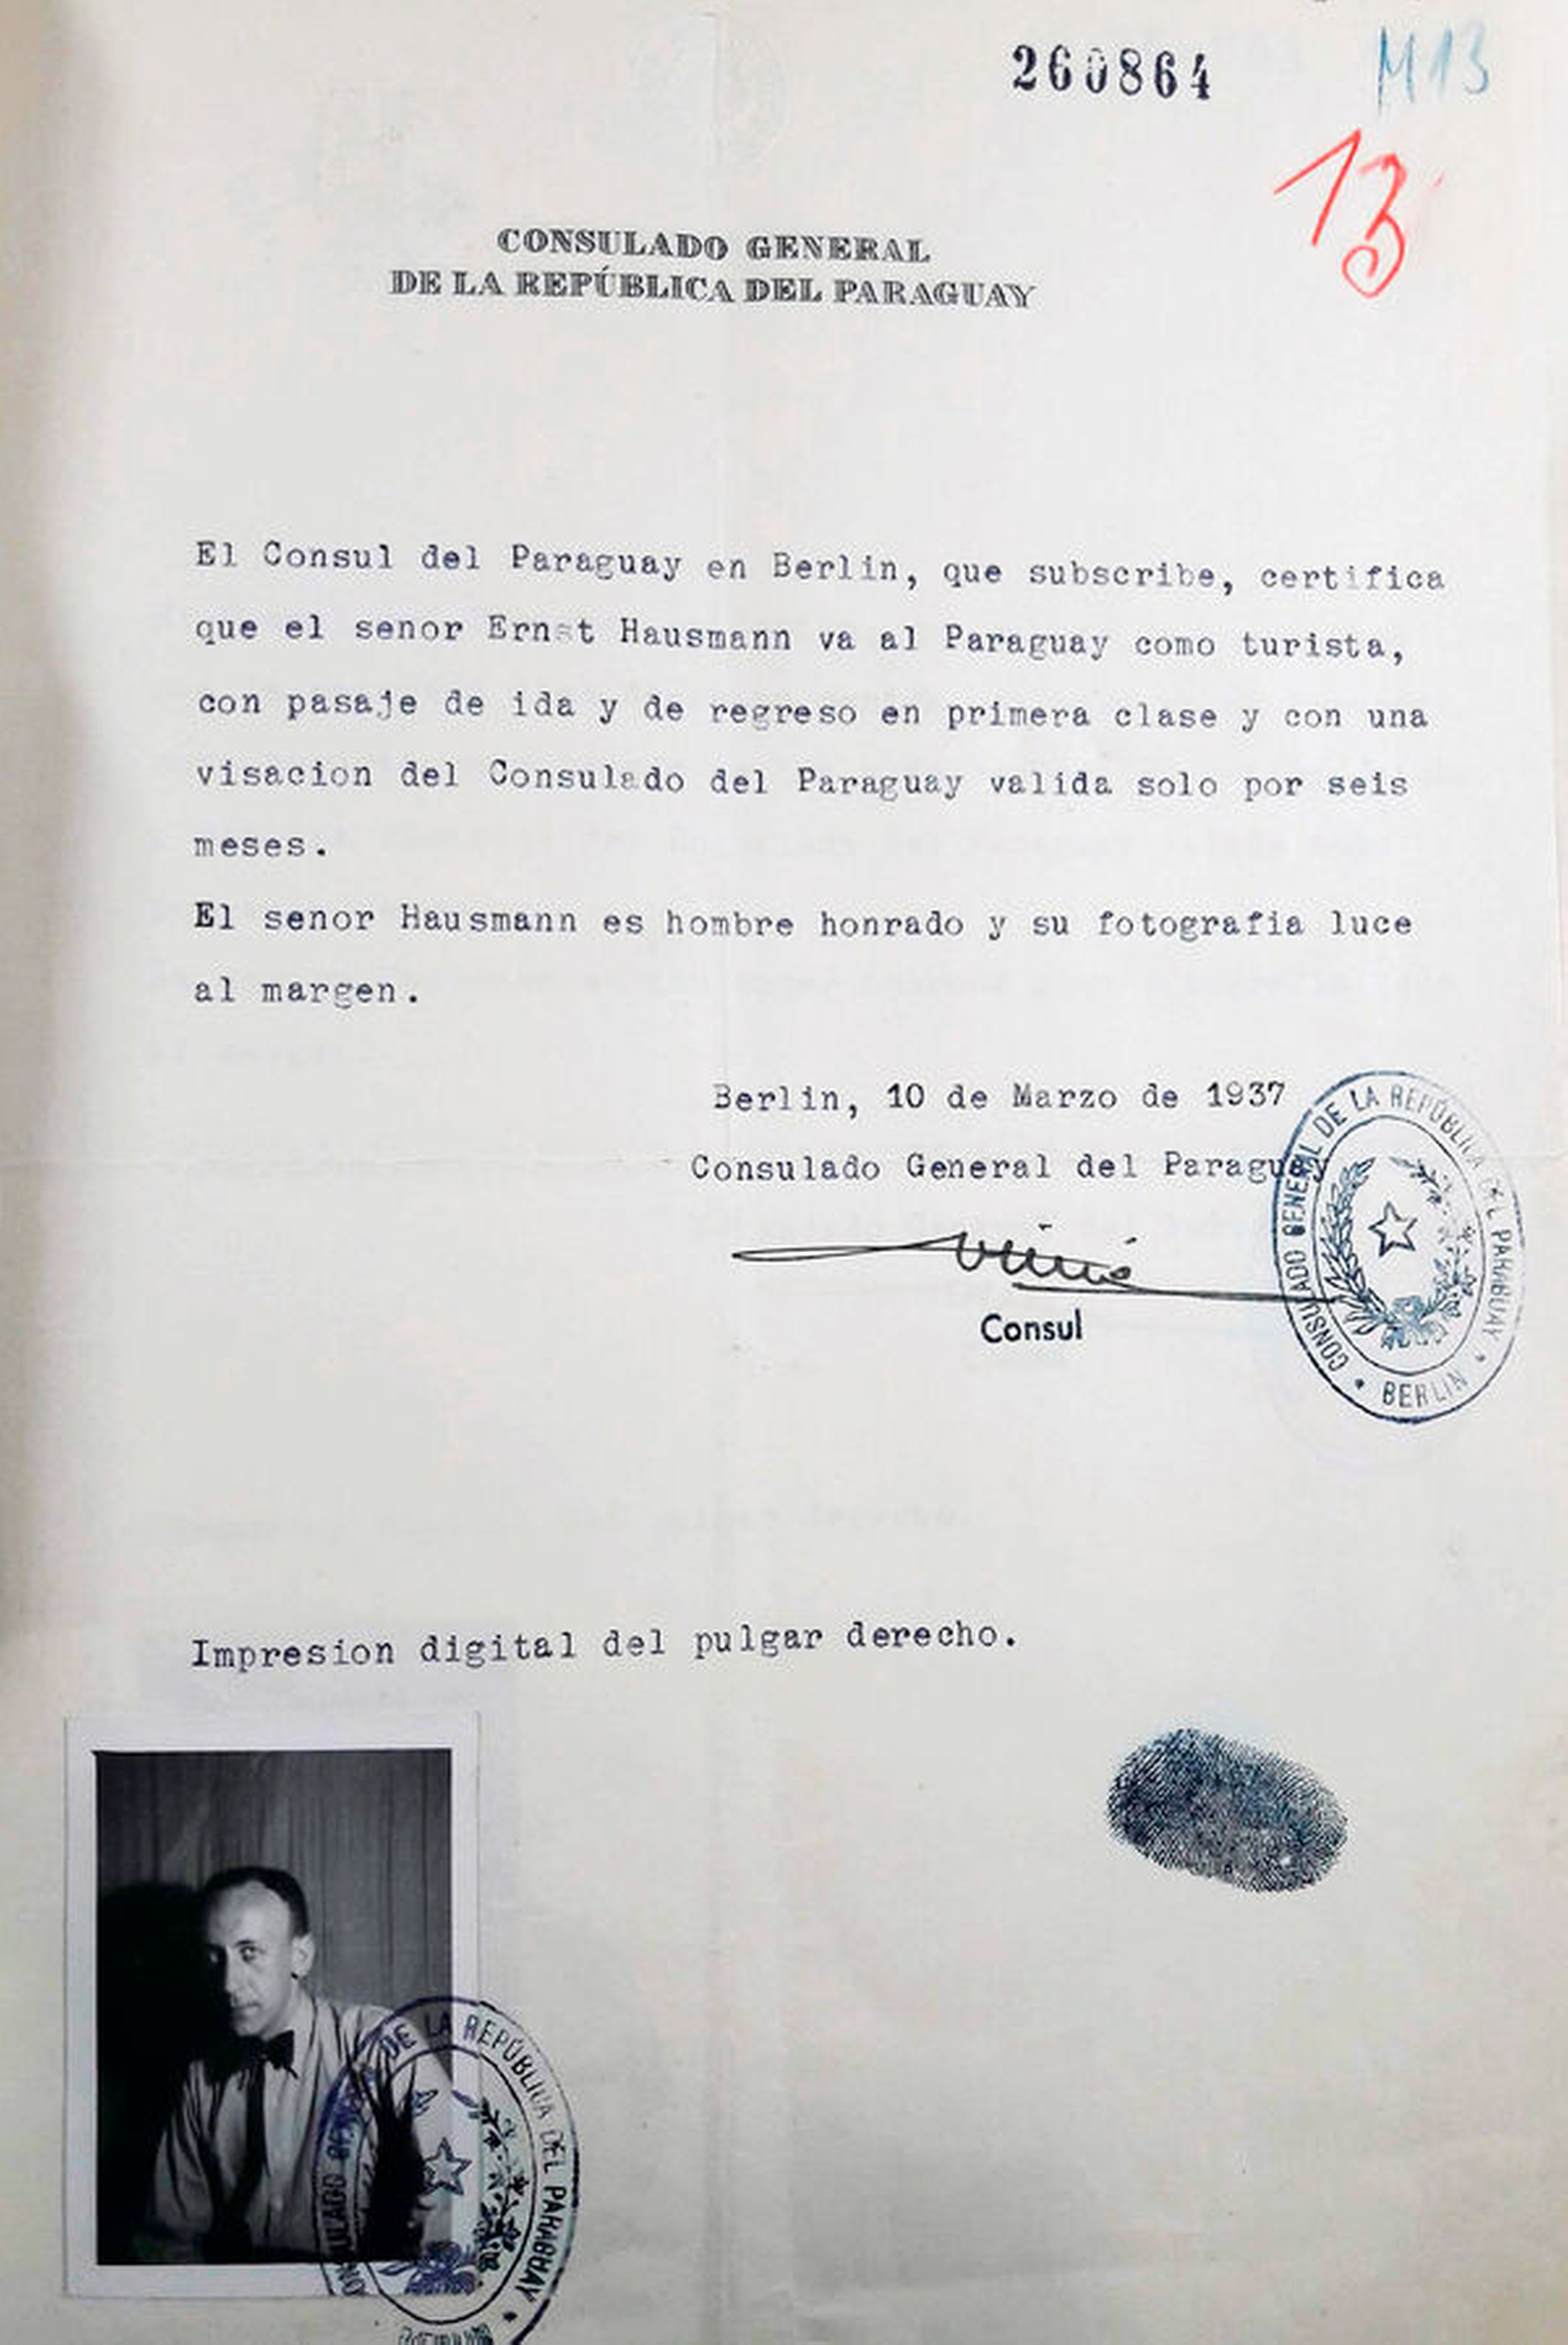 260864
M13
13
CONSULADO GENERAL
DE LA REPÚBLICA DEL PARAGUAY
El Consul del Paraguay en Berlin, que subscribe, certifica
que el senor Ernst Hausmann va al Paraguay como turista,
con pasaje de ida y de regreso en primera clase y con una
visacion del Consulado del Paraguay valida solo por seis
meses.
El senor Hausmann es hombre honrado y su fotografia luce
al margen.
Berlin, 10 de Marzo de 1937
Consulado General del Paraguay
Consul
CONSULADO GENERAL DE LA REPÚBLICA DEL PARAGUAY
* BERLIN *
Impresion digital del pulgar derecho.
CONSULADO GENERAL DE LA REPÚBLICA DEL PARAGUAY *
BERLIN